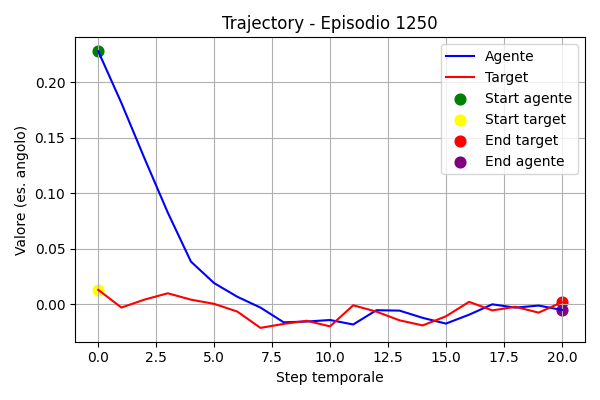 Trajectory - Episodio 1250
Valore (es. angolo)
0.20
0.15
0.10
0.05
0.00
Agente
Target
Start agente
Start target
End target
End agente
0.0 2.5 5.0 7.5 10.0 12.5 15.0 17.5 20.0
Step temporale